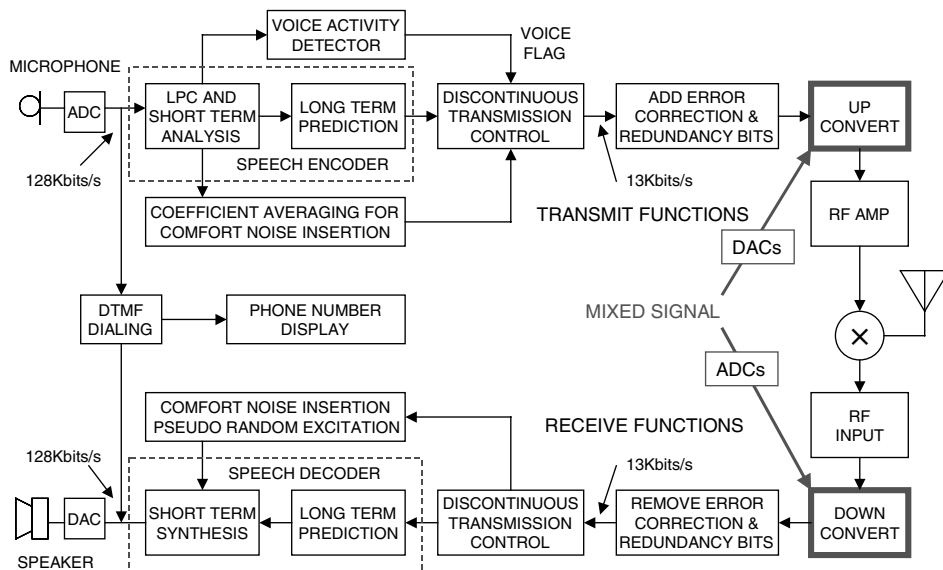 VOICE ACTIVITY
DETECTOR
VOICE
FLAG
MICROPHONE
ADC
LPC AND
SHORT TERM
ANALYSIS
LONG TERM
PREDICTION
SPEECH ENCODER
DISCONTINUOUS
TRANSMISSION
CONTROL
ADD ERROR
CORRECTION &
REDUNDANCY BITS
UP
CONVERT
128Kbits/s
13Kbits/s
COEFFICIENT AVERAGING FOR
COMFORT NOISE INSERTION
TRANSMIT FUNCTIONS
RF AMP
DACs
DTMF
DIALING
PHONE NUMBER
DISPLAY
MIXED SIGNAL
×
ADCs
COMFORT NOISE INSERTION
PSEUDO RANDOM EXCITATION
RECEIVE FUNCTIONS
RF
INPUT
128Kbits/s
SPEECH DECODER
13Kbits/s
DAC
SHORT TERM
SYNTHESIS
LONG TERM
PREDICTION
DISCONTINUOUS
TRANSMISSION
CONTROL
REMOVE ERROR
CORRECTION &
REDUNDANCY BITS
DOWN
CONVERT
SPEAKER